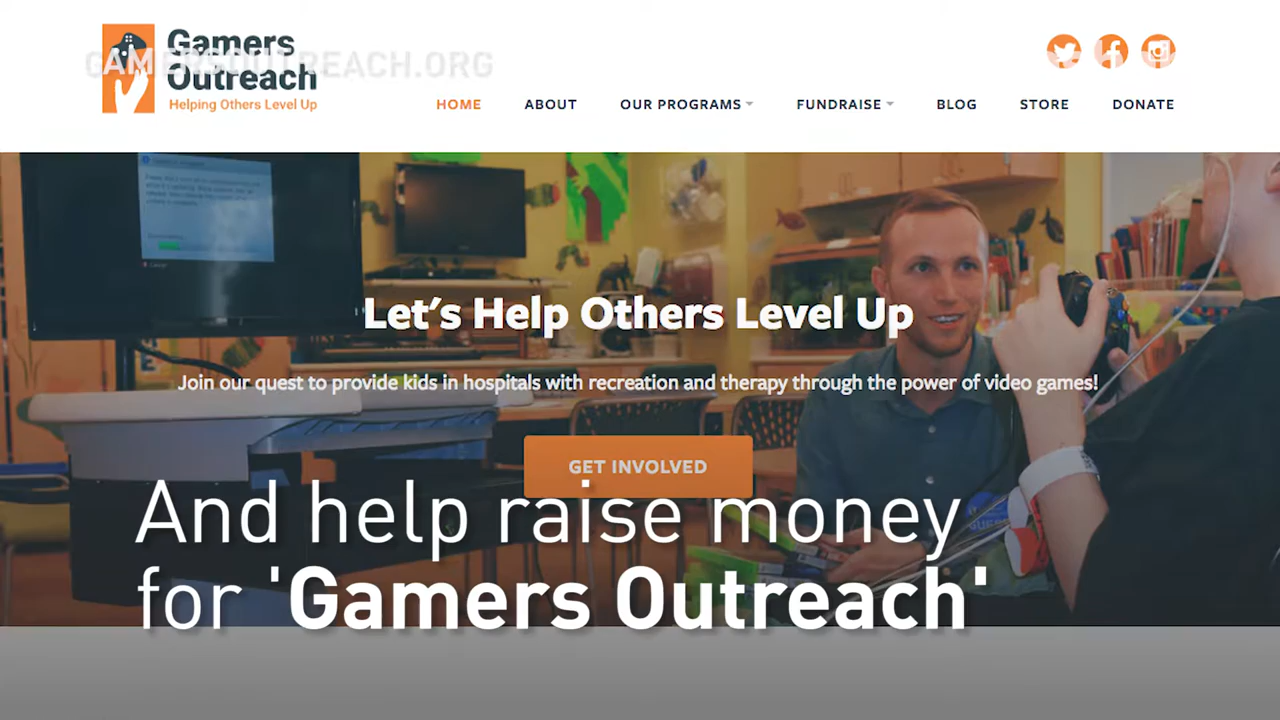 Gamers
Outreach
Helping Others Level Up
GAMERSOUTREACH.ORG
HOME ABOUT OUR PROGRAMS FUNDRAISE BLOG STORE DONATE
Let's Help Others Level Up
Join our quest to provide kids in hospitals with recreation and therapy through the power of video games!
GET INVOLVED
And help raise money
for 'Gamers Outreach'